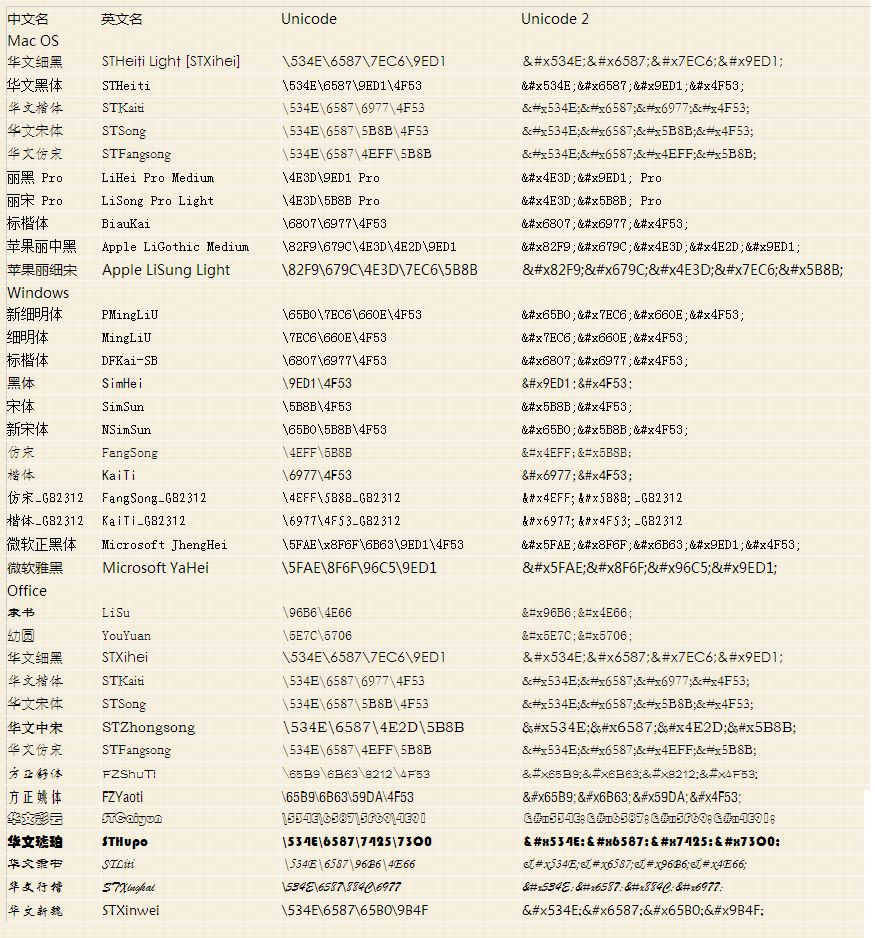 中文名 英文名 Unicode Unicode 2
Mac OS
华文细黑 STHeiti Light [STXihei] \534E\6587\7EC6\9ED1 &#x534E;&#x6587;&#x7EC6;&#x9ED1;
华文黑体 STHeiti \534E\6587\9ED1\4F53 &#x534E;&#x6587;&#x9ED1;&#x4F53;
华文楷体 STKaiti \534E\6587\6977\4F53 &#x534E;&#x6587;&#x6977;&#x4F53;
华文宋体 STSong \534E\6587\5B8B\4F53 &#x534E;&#x6587;&#x5B8B;&#x4F53;
华文仿宋 STFangsong \534E\6587\4EFF\5B8B &#x534E;&#x6587;&#x4EFF;&#x5B8B;
丽黑 Pro LiHei Pro Medium \4E3D\9ED1 Pro &#x4E3D;&#x9ED1; Pro
丽宋 Pro LiSong Pro Light \4E3D\5B8B Pro &#x4E3D;&#x5B8B; Pro
标楷体 BiauKai \6807\6977\4F53 &#x6807;&#x6977;&#x4F53;
苹果丽中黑 Apple LiGothic Medium \82F9\679C\4E3D\4E2D\9ED1 &#x82F9;&#x679C;&#x4E3D;&#x4E2D;&#x9ED1;
苹果丽细宋 Apple LiSung Light \82F9\679C\4E3D\7EC6\5B8B &#x82F9;&#x679C;&#x4E3D;&#x7EC6;&#x5B8B;
Windows
新细明体 PMingLiU \65B0\7EC6\660E\4F53 &#x65B0;&#x7EC6;&#x660E;&#x4F53;
细明体 MingLiU \7EC6\660E\4F53 &#x7EC6;&#x660E;&#x4F53;
标楷体 DFKai-SB \6807\6977\4F53 &#x6807;&#x6977;&#x4F53;
黑体 SimHei \9ED1\4F53 &#x9ED1;&#x4F53;
宋体 SimSun \5B8B\4F53 &#x5B8B;&#x4F53;
新宋体 NSimSun \65B0\5B8B\4F53 &#x65B0;&#x5B8B;&#x4F53;
仿宋 FangSong \4EFF\5B8B &#x4EFF;&#x5B8B;
楷体 KaiTi \6977\4F53 &#x6977;&#x4F53;
仿宋_GB2312 FangSong_GB2312 \4EFF\5B8B_GB2312 &#x4EFF;&#x5B8B;_GB2312
楷体_GB2312 KaiTi_GB2312 \6977\4F53_GB2312 &#x6977;&#x4F53;_GB2312
微软正黑体 Microsoft JhengHei \5FAE\x8F6F\6B63\9ED1\4F53 &#x5FAE;&#x8F6F;&#x6B63;&#x9ED1;&#x4F53;
微软雅黑 Microsoft YaHei \5FAE\8F6F\96C5\9ED1 &#x5FAE;&#x8F6F;&#x96C5;&#x9ED1;
Office
隶书 LiSu \96B6\4E66 &#x96B6;&#x4E66;
幼圆 YouYuan \5E7C\5706 &#x5E7C;&#x5706;
华文细黑 STXihei \534E\6587\7EC6\9ED1 &#x534E;&#x6587;&#x7EC6;&#x9ED1;
华文楷体 STKaiti \534E\6587\6977\4F53 &#x534E;&#x6587;&#x6977;&#x4F53;
华文宋体 STSong \534E\6587\5B8B\4F53 &#x534E;&#x6587;&#x5B8B;&#x4F53;
华文中宋 STZhongsong \534E\6587\4E2D\5B8B &#x534E;&#x6587;&#x4E2D;&#x5B8B;
华文仿宋 STFangsong \534E\6587\4EFF\5B8B &#x534E;&#x6587;&#x4EFF;&#x5B8B;
方正舒体 FZShuTi \65B9\6B63\8212\4F53 &#x65B9;&#x6B63;&#x8212;&#x4F53;
方正姚体 FZYaoti \65B9\6B63\59DA\4F53 &#x65B9;&#x6B63;&#x59DA;&#x4F53;
华文彩云 STCaiyun \534E\6587\5F69\4E91 &#x534E;&#x6587;&#x5F69;&#x4E91;
华文琥珀 STHupo \534E\6587\7425\73C0 &#x534E;&#x6587;&#x7425;&#x73C0;
华文隶书 STLiti \534E\6587\96B6\4E66 &#x534E;&#x6587;&#x96B6;&#x4E66;
华文行楷 STXingkai \534E\6587\884C\6977 &#x534E;&#x6587;&#x884C;&#x6977;
华文新魏 STXinwei \534E\6587\65B0\9B4F &#x534E;&#x6587;&#x65B0;&#x9B4F;